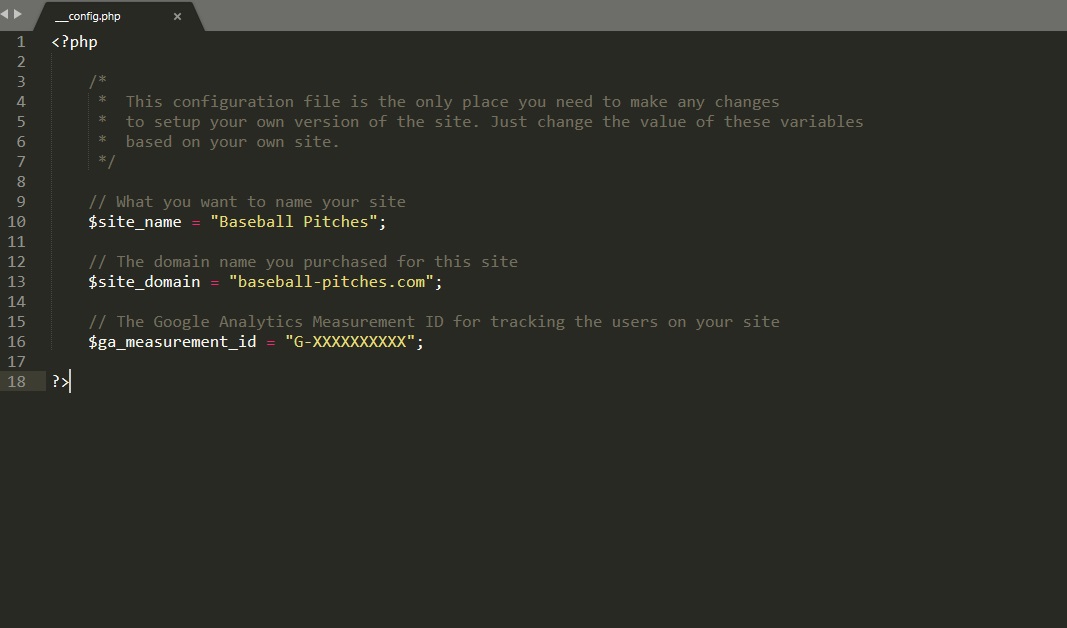 __config.php
1 <?php
2
3 /*
4 * This configuration file is the only place you need to make any changes
5 * to setup your own version of the site. Just change the value of these variables
6 * based on your own site.
7 */
8
9 // What you want to name your site
10 $site_name = "Baseball Pitches";
11
12 // The domain name you purchased for this site
13 $site_domain = "baseball-pitches.com";
14
15 // The Google Analytics Measurement ID for tracking the users on your site
16 $ga_measurement_id = "G-XXXXXXXXXX";
17
18 ?>